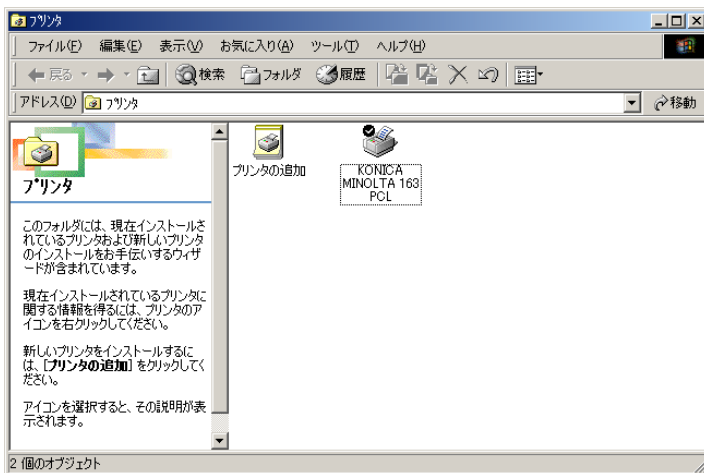 プリンタ
ファイル(F) 編集(E) 表示(V) お気に入り(A) ツール(T) ヘルプ(H)
戻る 検索 フォルダ 履歴
アドレス(D) プリンタ 移動
プリンタ
このフォルダには、現在インストールさ
れているプリンタおよび新しいプリンタ
のインストールをお手伝いするウィザ
ードが含まれています。
現在インストールされているプリンタに
関する情報を得るには、プリンタのア
イコンを右クリックしてください。
新しいプリンタをインストールするに
は、[プリンタの追加] をクリックしてく
ださい。
アイコンを選択すると、その説明が表
示されます。
プリンタの追加
KONICA
MINOLTA 163
PCL
2 個のオブジェクト